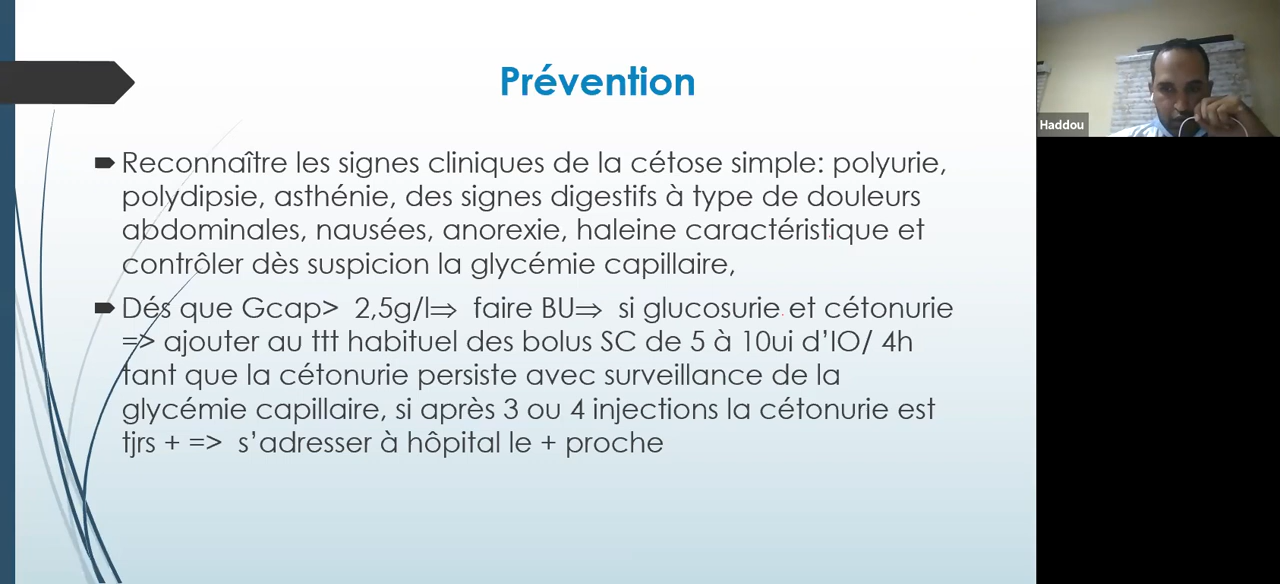 Prévention
Reconnaître les signes cliniques de la cétose simple: polyurie,
polydipsie, asthénie, des signes digestifs à type de douleurs
abdominales, nausées, anorexie, haleine caractéristique et
contrôler dès suspicion la glycémie capillaire,
Dés que Gcap> 2,5g/l⇒ faire BU⇒ si glucosurie et cétonurie
=> ajouter au ttt habituel des bolus SC de 5 à 10ui d’IO/ 4h
tant que la cétonurie persiste avec surveillance de la
glycémie capillaire, si après 3 ou 4 injections la cétonurie est
tjrs + => s’adresser à hôpital le + proche
Haddou